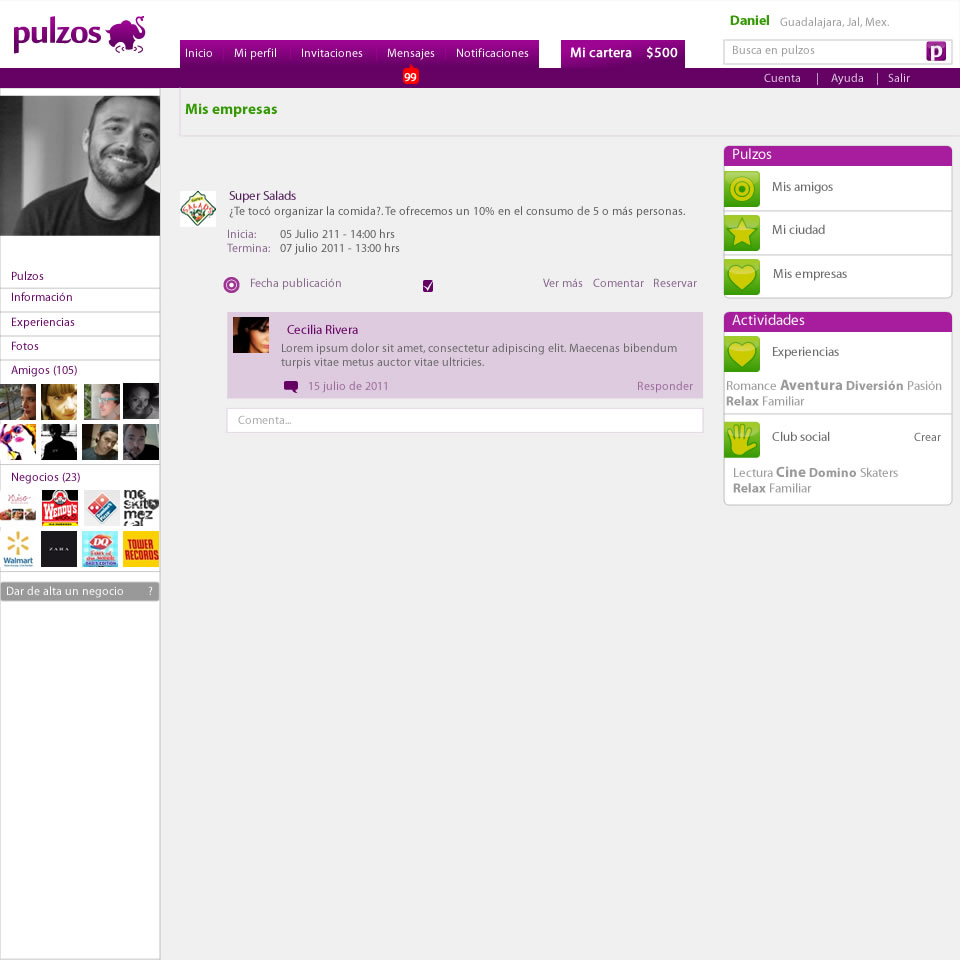 pulzos
Daniel Guadalajara, Jal, Mex.
Inicio Mi perfil Invitaciones Mensajes Notificaciones Mi cartera $500
Busca en pulzos p
99
Cuenta | Ayuda | Salir
Mis empresas
Super Salads
¿Te tocó organizar la comida?. Te ofrecemos un 10% en el consumo de 5 o más personas.
Inicia: 05 Julio 211 - 14:00 hrs
Termina: 07 julio 2011 - 13:00 hrs
Fecha publicación Ver más Comentar Reservar
Cecilia Rivera
Lorem ipsum dolor sit amet, consectetur adipiscing elit. Maecenas bibendum
turpis vitae metus auctor vitae ultricies.
15 julio de 2011 Responder
Comenta...
Pulzos
Información
Experiencias
Fotos
Amigos (105)
Negocios (23)
Wendy's
me
skito
mez
cal
Walmart
ZARA
DQ
TOWER
RECORDS
Dar de alta un negocio ?
Pulzos
Mis amigos
Mi ciudad
Mis empresas
Actividades
Experiencias
Romance Aventura Diversión Pasión
Relax Familiar
Club social Crear
Lectura Cine Domino Skaters
Relax Familiar